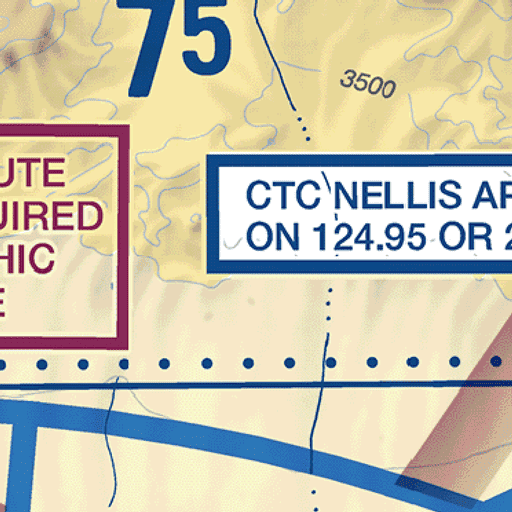 75
3500
CTC NELLIS AP
ON 124.95 OR 2
UTE
UIRED
HIC
E